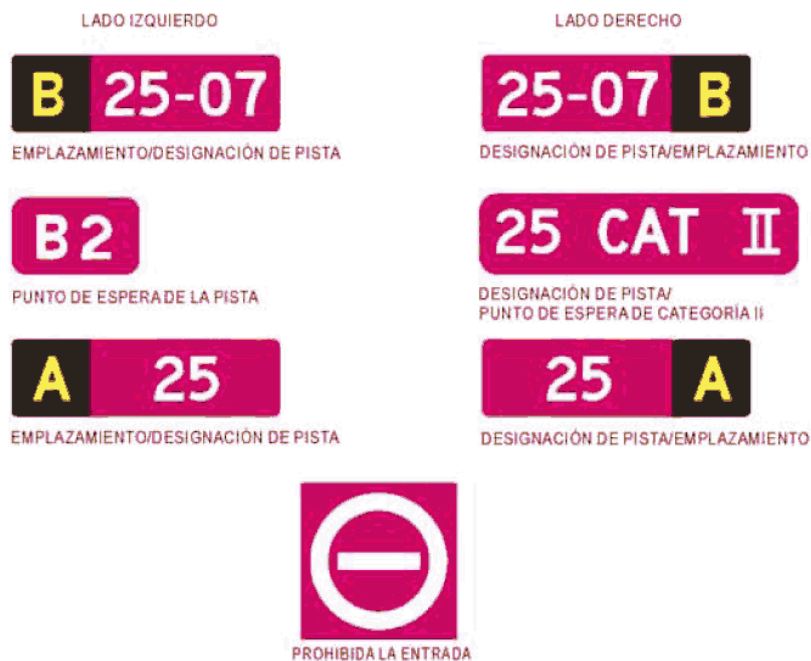 LADO IZQUIERDO
LADO DERECHO
B 25-07
25-07 B
EMPLAZAMIENTO/DESIGNACIÓN DE PISTA
DESIGNACIÓN DE PISTA/EMPLAZAMIENTO
B2
25 CAT II
PUNTO DE ESPERA DE LA PISTA
DESIGNACIÓN DE PISTA/
PUNTO DE ESPERA DE CATEGORÍA II
A 25
25 A
EMPLAZAMIENTO/DESIGNACIÓN DE PISTA
DESIGNACIÓN DE PISTA/EMPLAZAMIENTO
PROHIBIDA LA ENTRADA